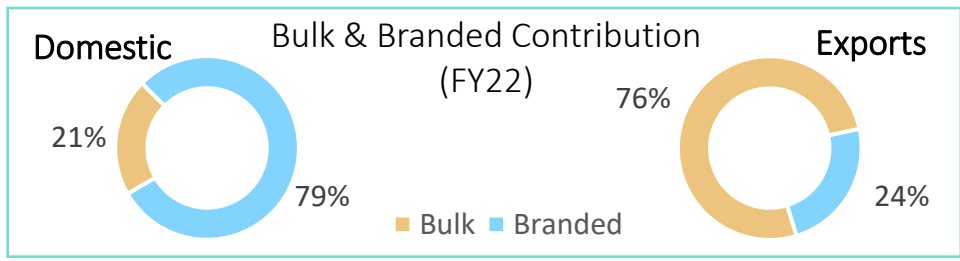 Domestic
Bulk & Branded Contribution
(FY22)
Exports
21%
79%
76%
24%
Bulk
Branded